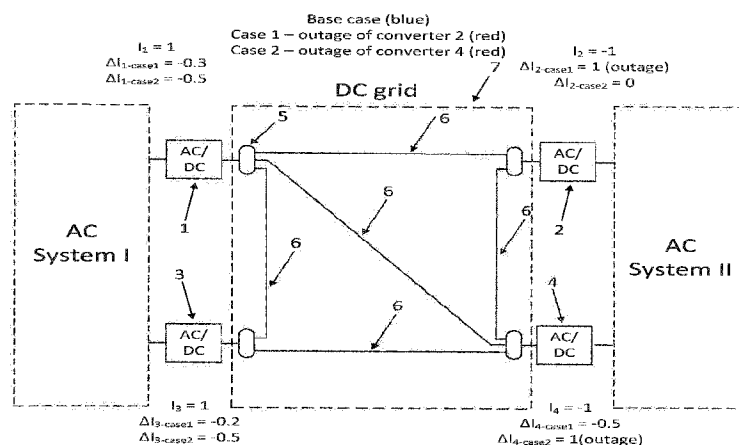 Base case (blue)
Case 1 – outage of converter 2 (red)
Case 2 – outage of converter 4 (red)
I₁ = 1
ΔI₁₋case1 = -0.3
ΔI₁₋case2 = -0.5
I₂ = -1
ΔI₂₋case1 = 1 (outage)
ΔI₂₋case2 = 0
7
DC grid
5
6
AC/
DC
AC/
DC
1
6
6
6
2
AC
System I
AC
System II
3
4
6
AC/
DC
AC/
DC
I₃ = 1
ΔI₃₋case1 = -0.2
ΔI₃₋case2 = -0.5
I₄ = -1
ΔI₄₋case1 = -0.5
ΔI₄₋case2 = 1(outage)